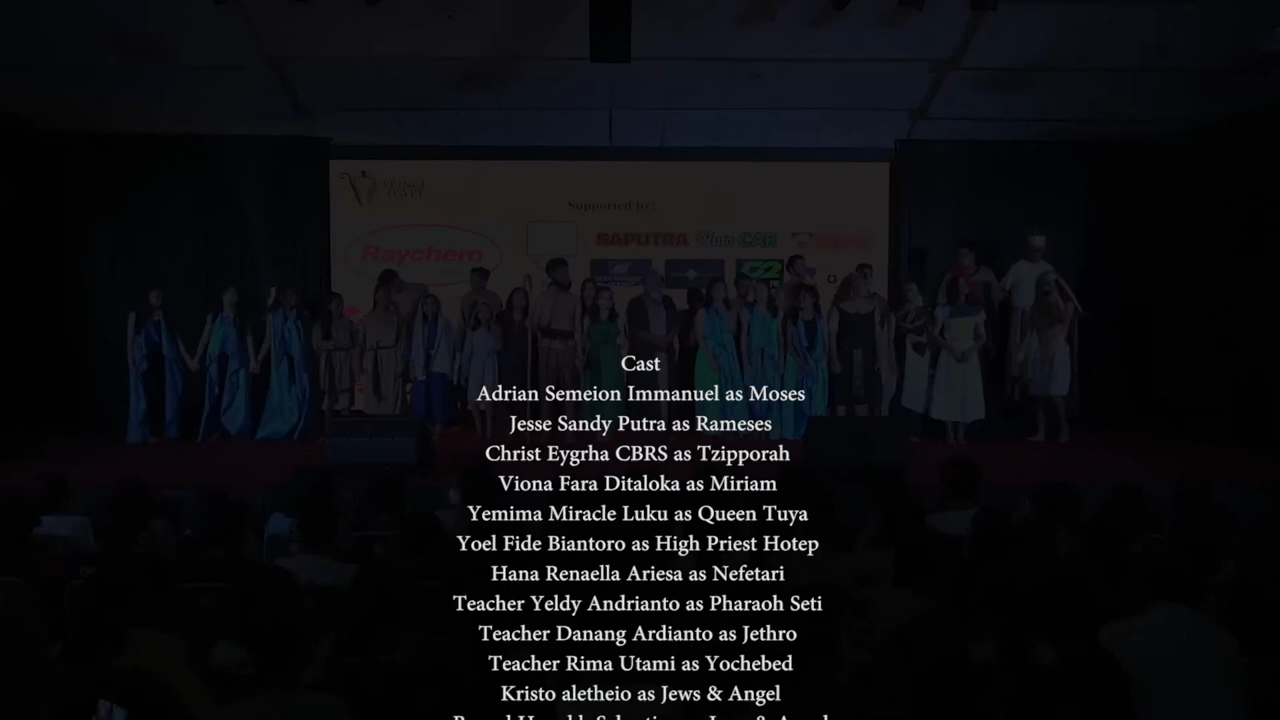 PRINCE
EGYPT
Supported by:
Raychem
SAPUTRA
CAR
Cast
Adrian Semeion Immanuel as Moses
Jesse Sandy Putra as Rameses
Christ Eygrha CBRS as Tzipporah
Viona Fara Ditaloka as Miriam
Yemima Miracle Luku as Queen Tuya
Yoel Fide Biantoro as High Priest Hotep
Hana Renaella Ariesa as Nefetari
Teacher Yeldy Andrianto as Pharaoh Seti
Teacher Danang Ardianto as Jethro
Teacher Rima Utami as Yochebed
Kristo aletheio as Jews & Angel